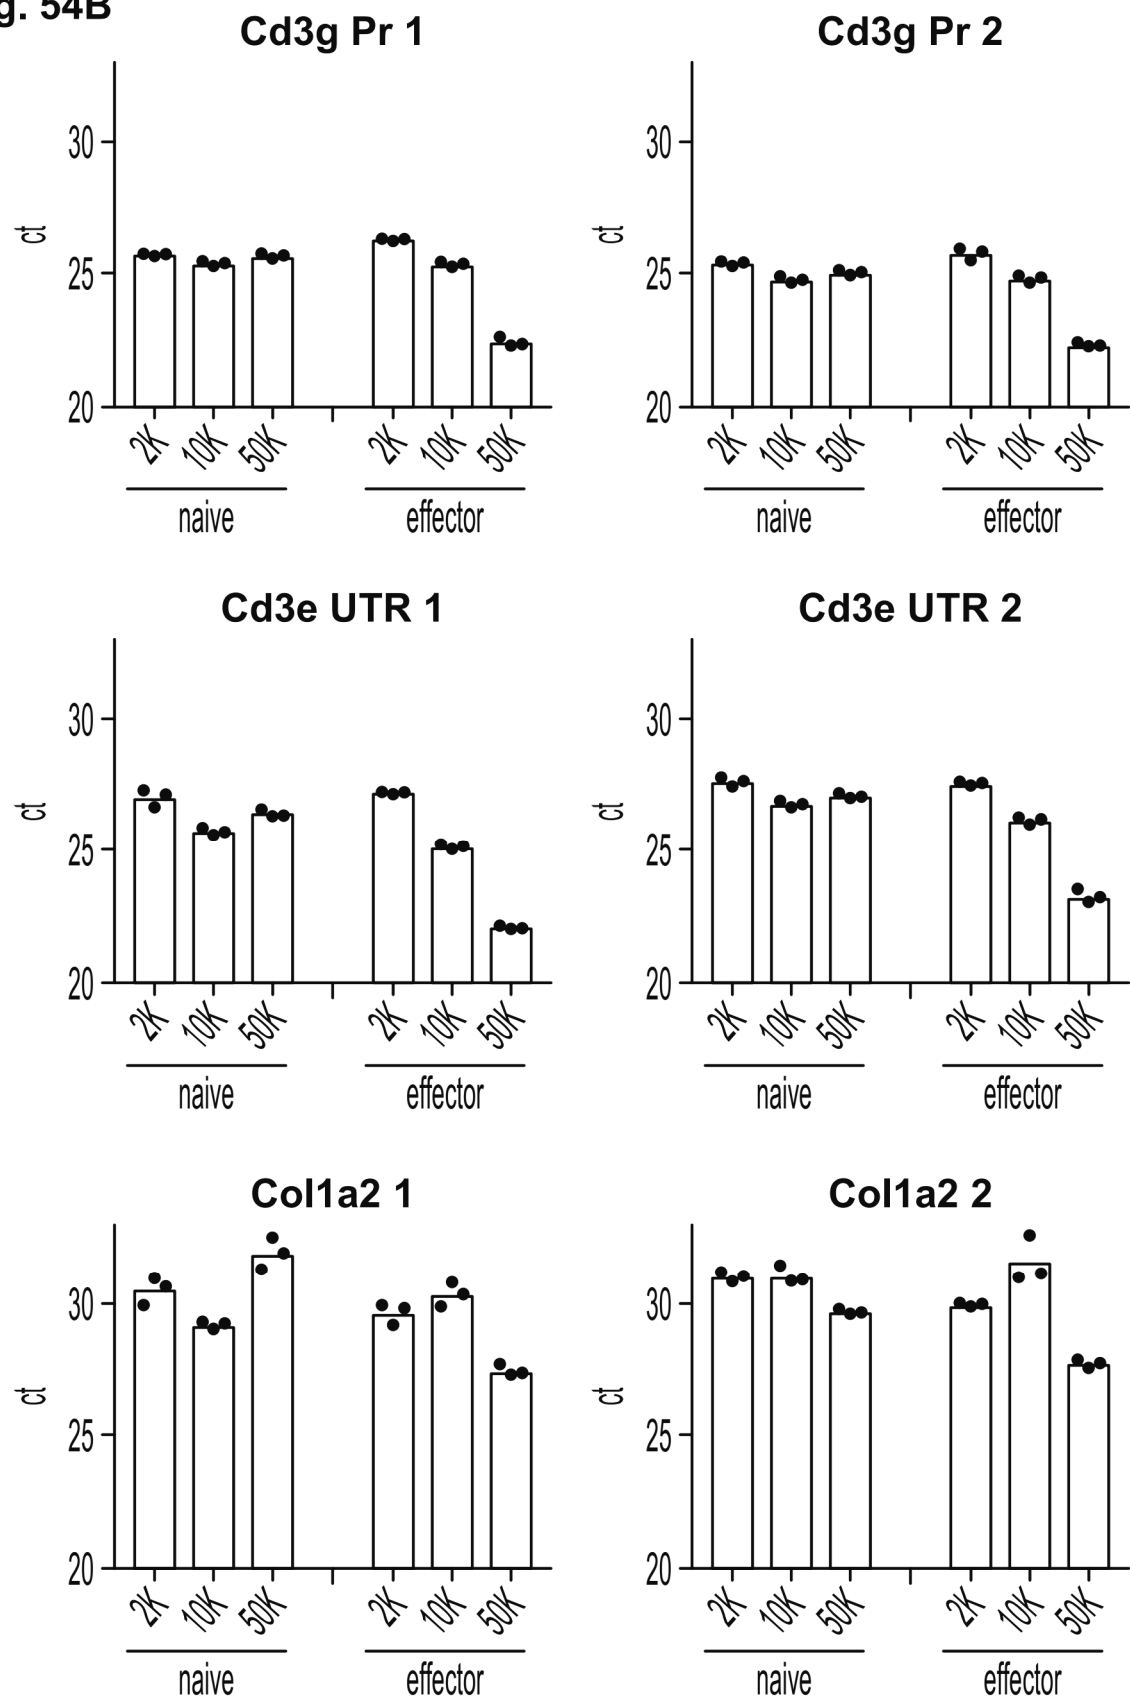 g. 54B
Cd3g Pr 1
ct
30
25
20
2K 10K 50K 2K 10K 50K
naive effector
Cd3g Pr 2
ct
30
25
20
2K 10K 50K 2K 10K 50K
naive effector
Cd3e UTR 1
ct
30
25
20
2K 10K 50K 2K 10K 50K
naive effector
Cd3e UTR 2
ct
30
25
20
2K 10K 50K 2K 10K 50K
naive effector
Col1a2 1
ct
30
25
20
2K 10K 50K 2K 10K 50K
naive effector
Col1a2 2
ct
30
25
20
2K 10K 50K 2K 10K 50K
naive effector